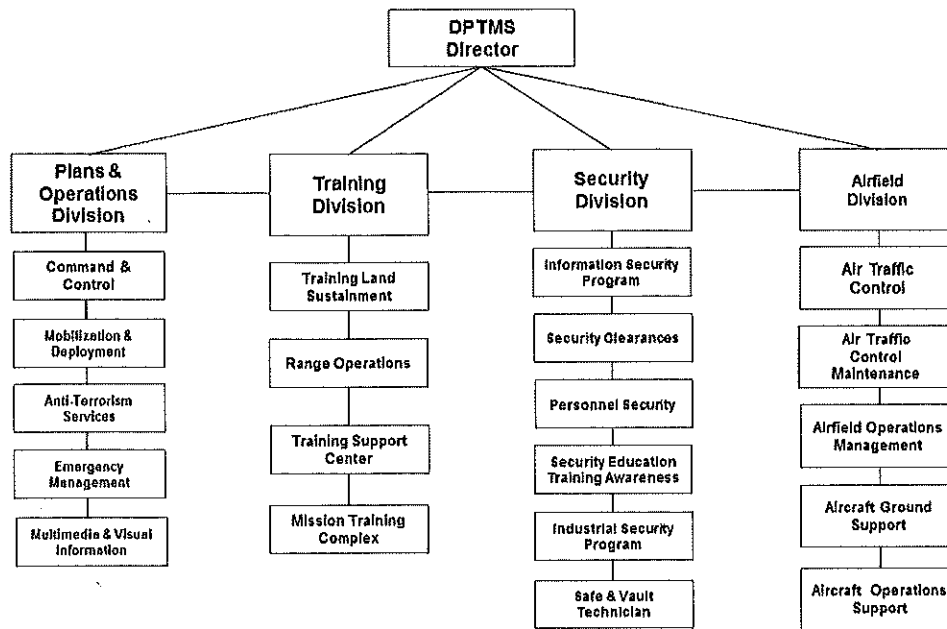 DPTMS
Director
Plans &
Operations
Division
Training
Division
Security
Division
Airfield
Division
Command &
Control
Mobilization &
Deployment
Anti-Terrorism
Services
Emergency
Management
Multimedia & Visual
Information
Training Land
Sustainment
Range Operations
Training Support
Center
Mission Training
Complex
Information Security
Program
Security Clearances
Personnel Security
Security Education
Training Awareness
Industrial Security
Program
Safe & Vault
Technician
Air Traffic
Control
Air Traffic
Control
Maintenance
Airfield Operations
Management
Aircraft Ground
Support
Aircraft Operations
Support